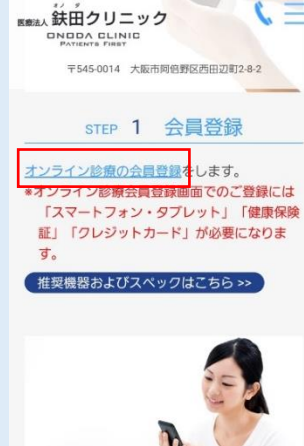 オノ ダ
医療法人 鉄田クリニック
ONODA CLINIC
PATIENTS FIRST
〒545-0014 大阪市阿倍野区西田辺町2-8-2
STEP 1 会員登録
オンライン診療の会員登録をします。
*オンライン診療会員登録画面でのご登録には
「スマートフォン・タブレット」「健康保険
証」「クレジットカード」が必要になりま
す。
推奨機器およびスペックはこちら >>